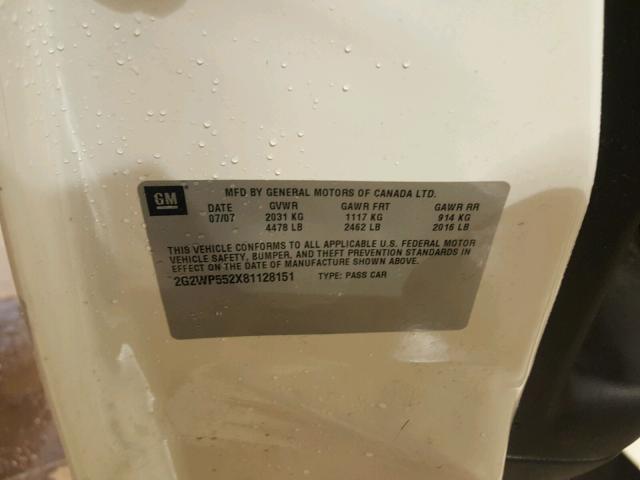 GM
MFD BY GENERAL MOTORS OF CANADA LTD.
DATE GVWR GAWR FRT GAWR RR
07/07 2031 KG 1117 KG 914 KG
4478 LB 2462 LB 2016 LB
THIS VEHICLE CONFORMS TO ALL APPLICABLE U.S. FEDERAL MOTOR
VEHICLE SAFETY, BUMPER, AND THEFT PREVENTION STANDARDS IN
EFFECT ON THE DATE OF MANUFACTURE SHOWN ABOVE.
2G2WP552X81128151 TYPE: PASS CAR